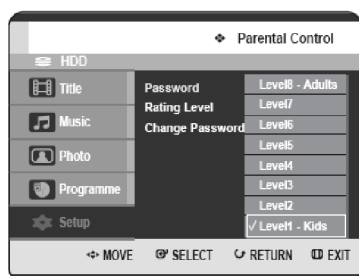 ❖ Parental Control
HDD
Title
Music
Photo
Programme
Setup
Password
Rating Level
Change Password
Level8 - Adults
Level7
Level6
Level5
Level4
Level3
Level2
✓ Level1 - Kids
MOVE SELECT RETURN EXIT